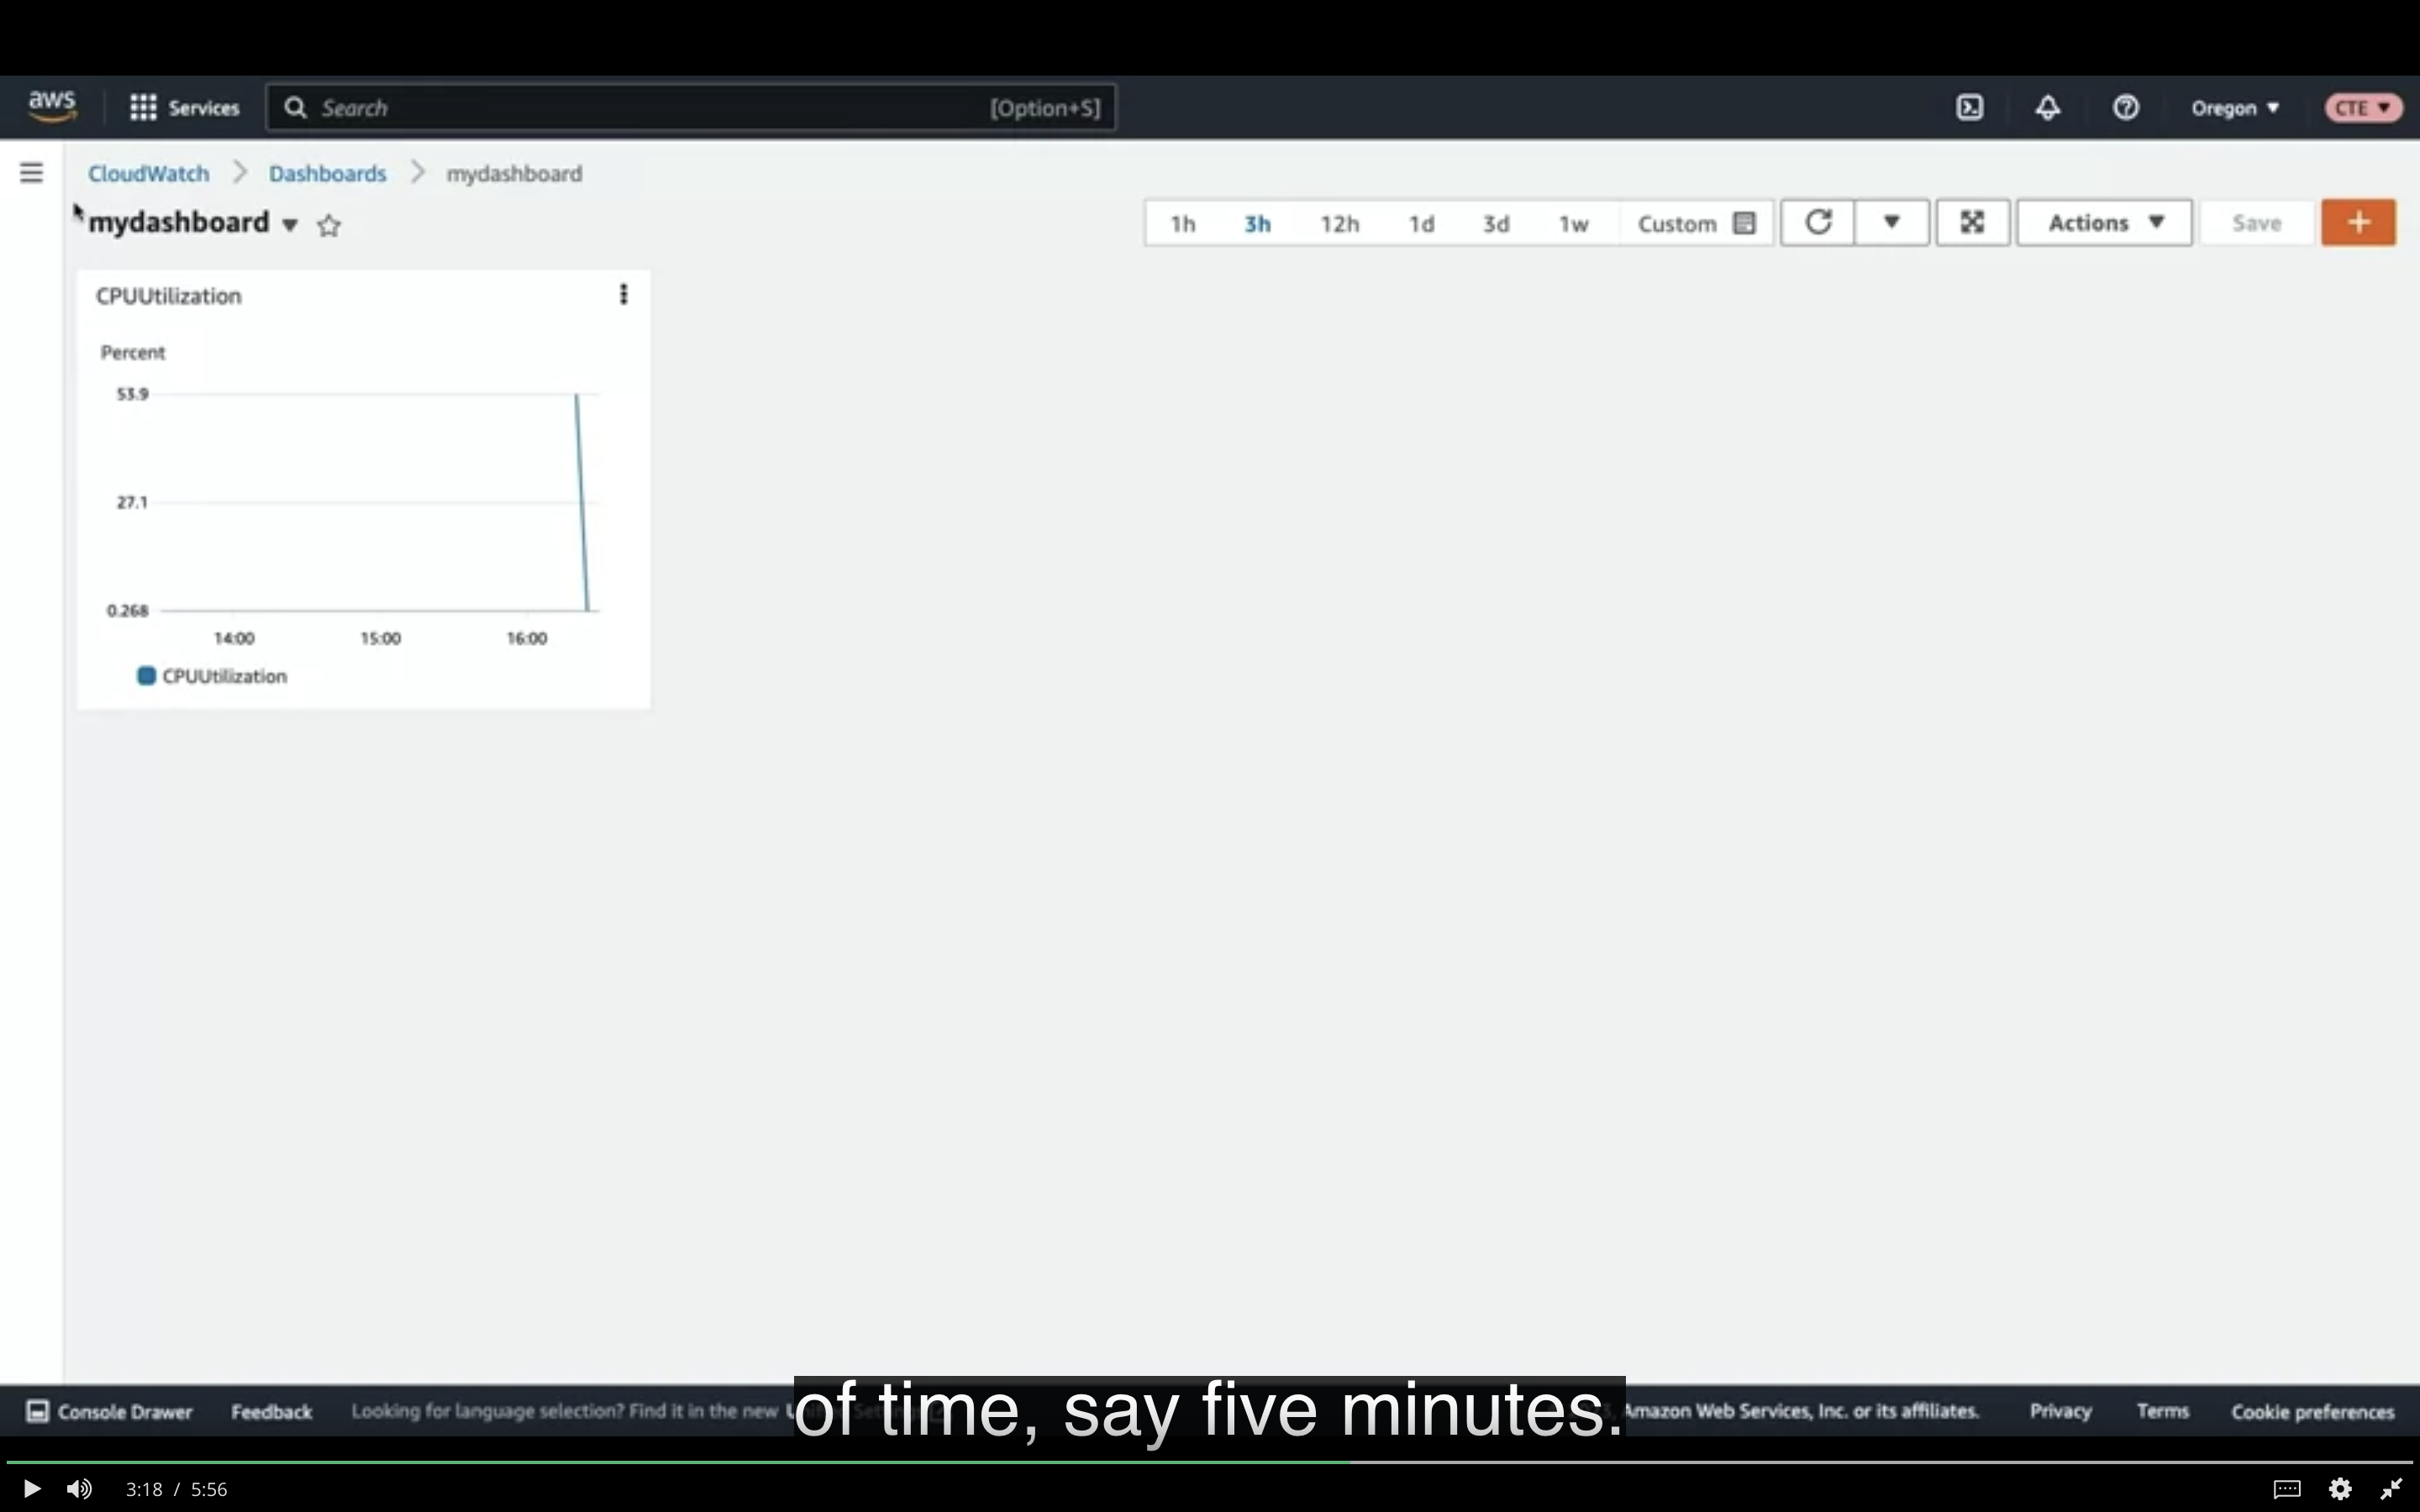 aws Services Search [Option+S] Oregon CTE
CloudWatch Dashboards mydashboard
mydashboard 1h 3h 12h 1d 3d 1w Custom Actions Save +
CPUUtilization
Percent
53.9
27.1
0.268
14:00 15:00 16:00
CPUUtilization
Console Drawer Feedback Looking for language selection? Find it in the new Amazon Web Services, Inc. or its affiliates. Privacy Terms Cookie preferences
of time, say five minutes.
3:18 / 5:56